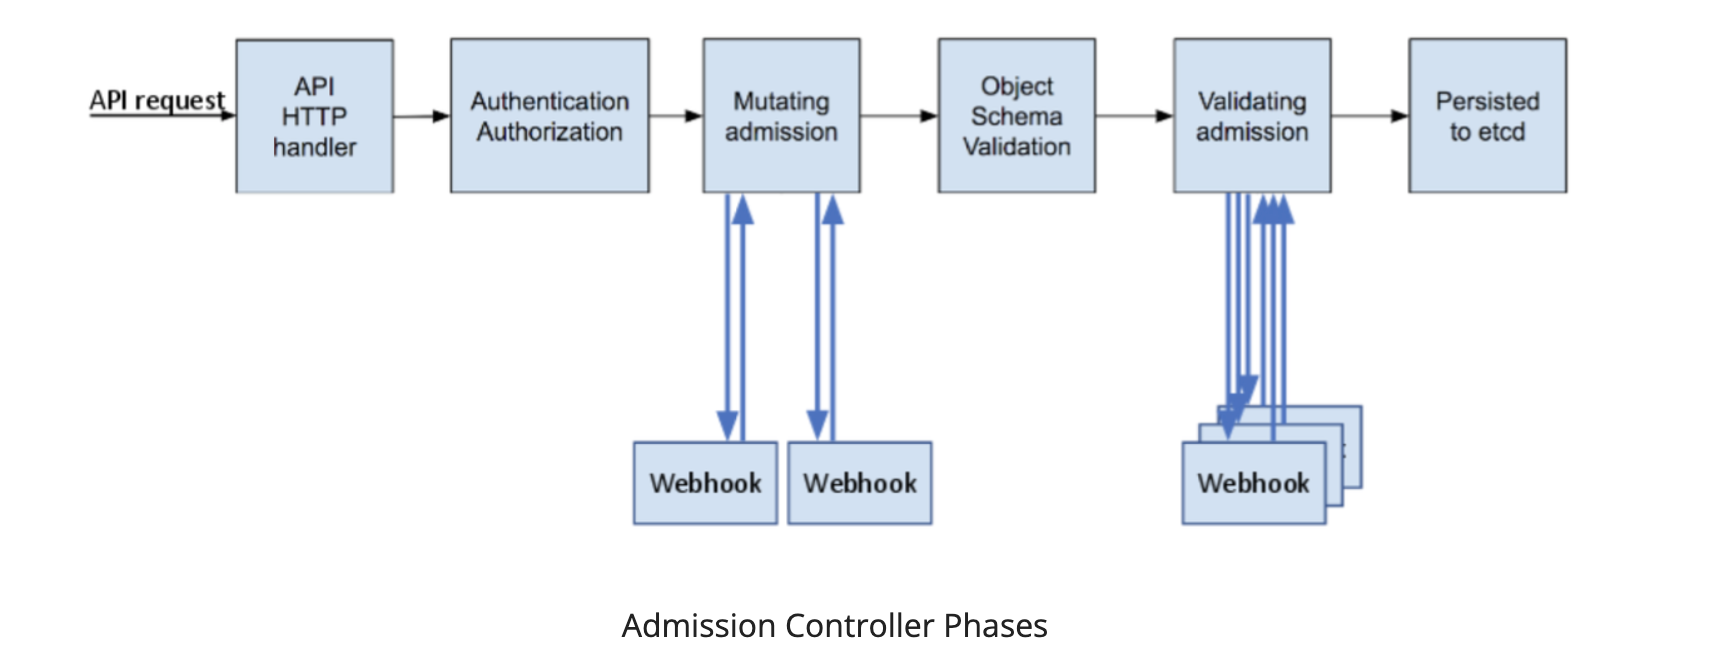 API request
API
HTTP
handler
Authentication
Authorization
Mutating
admission
Object
Schema
Validation
Validating
admission
Persisted
to etcd
Webhook
Webhook
Webhook
Admission Controller Phases